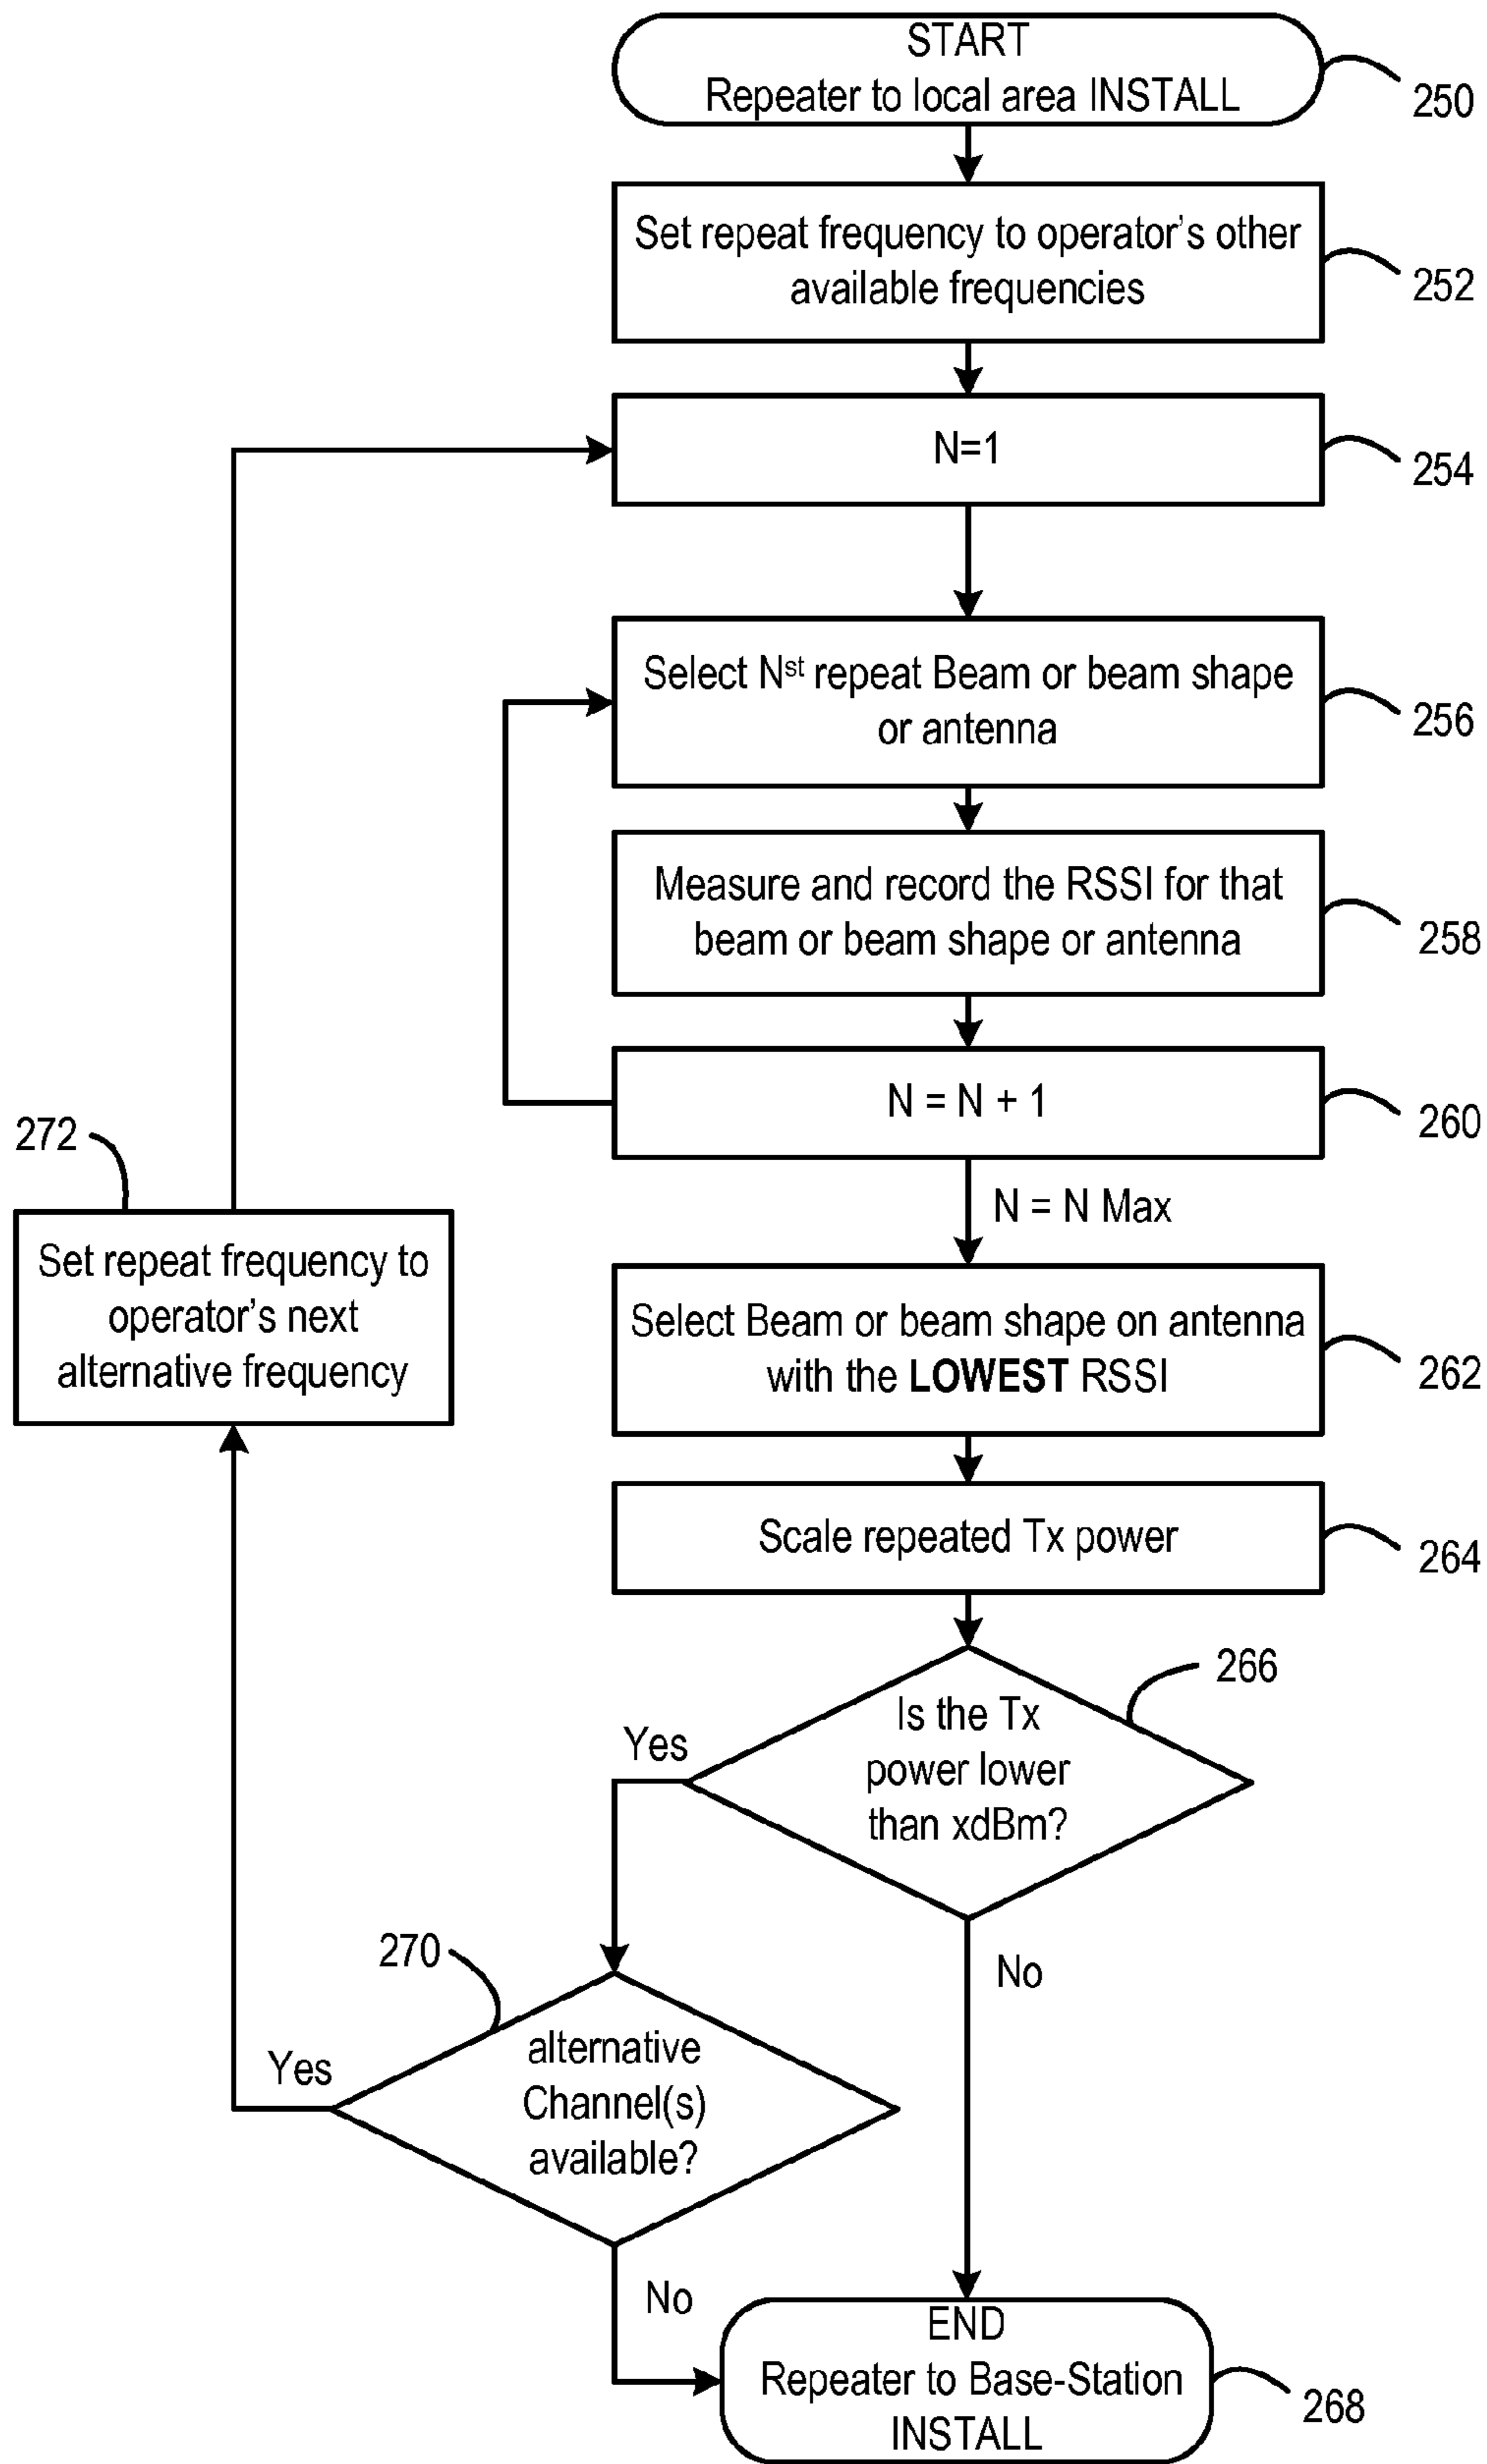 START
Repeater to local area INSTALL
250
Set repeat frequency to operator's other
available frequencies
252
N=1
254
Select Nst repeat Beam or beam shape
or antenna
256
Measure and record the RSSI for that
beam or beam shape or antenna
258
N = N + 1
260
N = N Max
272
Set repeat frequency to
operator's next
alternative frequency
Select Beam or beam shape on antenna
with the LOWEST RSSI
262
Scale repeated Tx power
264
266
Is the Tx
power lower
than xdBm?
Yes
No
270
alternative
Channel(s)
available?
Yes
No
END
Repeater to Base-Station
INSTALL
268